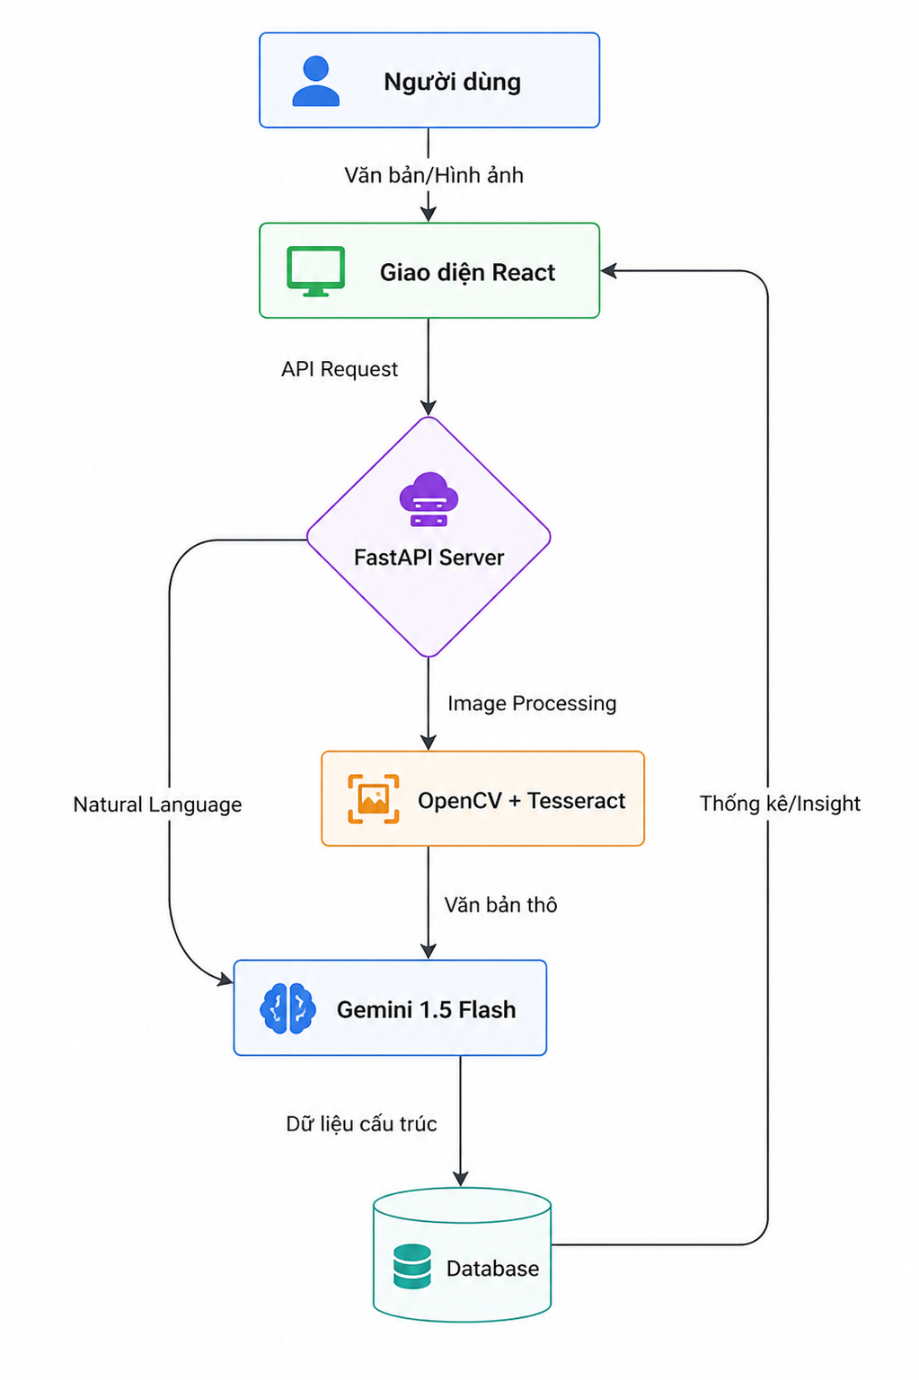 Người dùng
Văn bản/Hình ảnh
Giao diện React
API Request
FastAPI Server
Image Processing
Natural Language
OpenCV + Tesseract
Thống kê/Insight
Văn bản thô
Gemini 1.5 Flash
Dữ liệu cấu trúc
Database